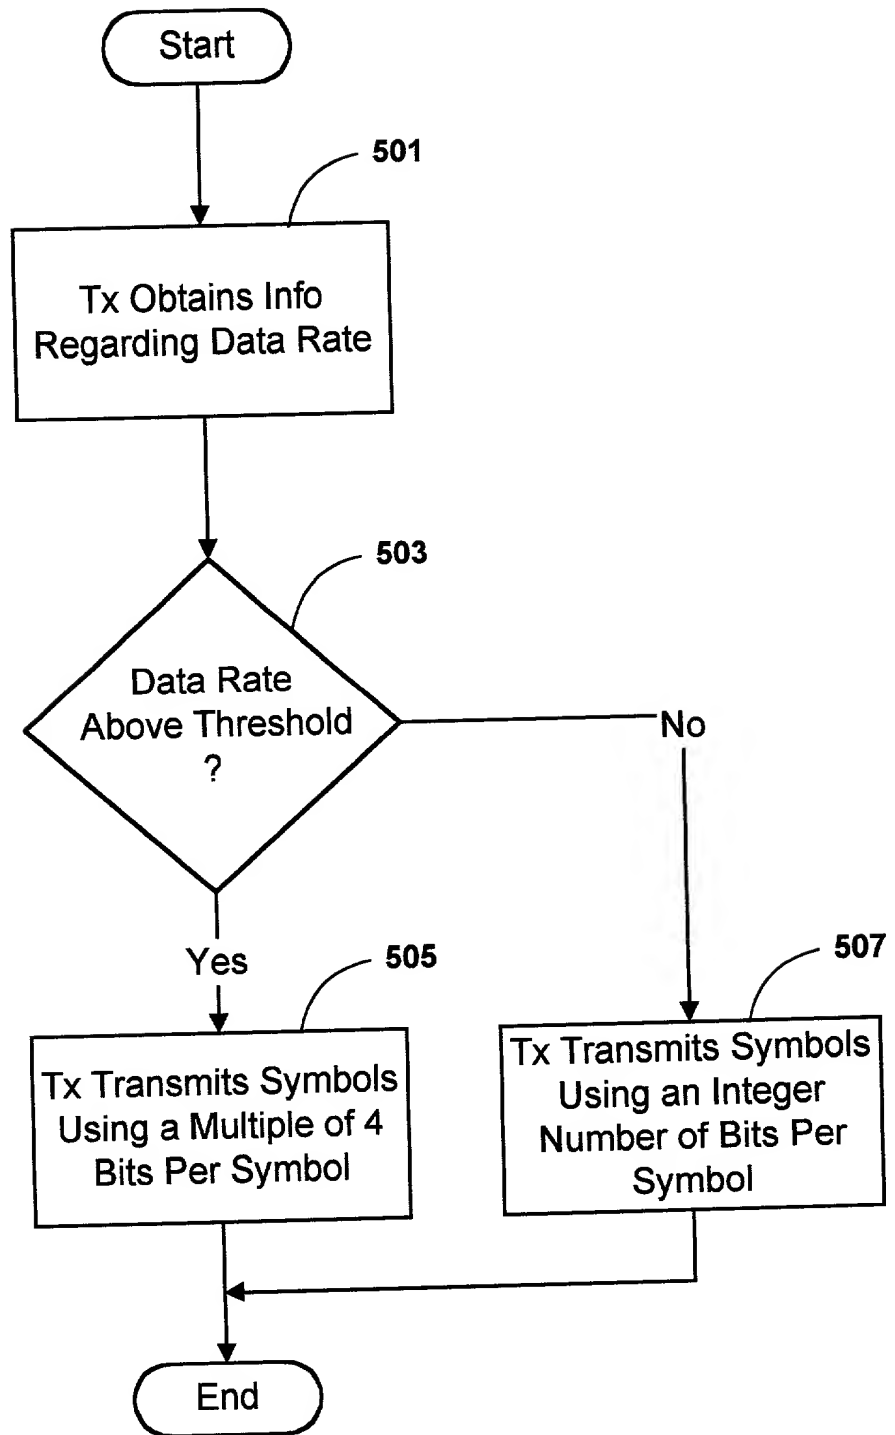 Start
501
Tx Obtains Info
Regarding Data Rate
503
Data Rate
Above Threshold
?
No
Yes
505
Tx Transmits Symbols
Using a Multiple of 4
Bits Per Symbol
507
Tx Transmits Symbols
Using an Integer
Number of Bits Per
Symbol
End